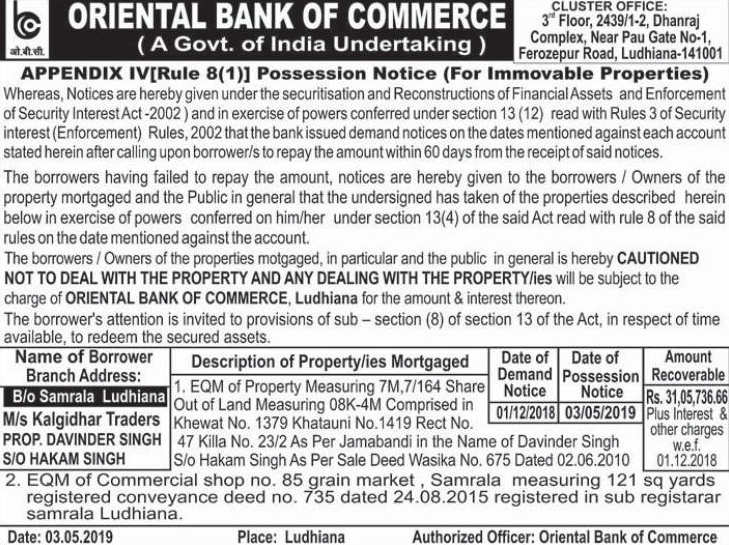 ओ.बी.सी.
ORIENTAL BANK OF COMMERCE
( A Govt. of India Undertaking )
CLUSTER OFFICE:
3rd Floor, 2439/1-2, Dhanraj
Complex, Near Pau Gate No-1,
Ferozepur Road, Ludhiana-141001
APPENDIX IV[Rule 8(1)] Possession Notice (For Immovable Properties)
Whereas, Notices are hereby given under the securitisation and Reconstructions of Financial Assets and Enforcement
of Security Interest Act -2002 ) and in exercise of powers conferred under section 13 (12) read with Rules 3 of Security
interest (Enforcement) Rules, 2002 that the bank issued demand notices on the dates mentioned against each account
stated herein after calling upon borrower/s to repay the amount within 60 days from the receipt of said notices.
The borrowers having failed to repay the amount, notices are hereby given to the borrowers / Owners of the
property mortgaged and the Public in general that the undersigned has taken of the properties described herein
below in exercise of powers conferred on him/her under section 13(4) of the said Act read with rule 8 of the said
rules on the date mentioned against the account.
The borrowers / Owners of the properties motgaged, in particular and the public in general is hereby CAUTIONED
NOT TO DEAL WITH THE PROPERTY AND ANY DEALING WITH THE PROPERTY/ies will be subject to the
charge of ORIENTAL BANK OF COMMERCE, Ludhiana for the amount & interest thereon.
The borrower's attention is invited to provisions of sub – section (8) of section 13 of the Act, in respect of time
available, to redeem the secured assets.
Name of Borrower
Branch Address:
B/o Samrala Ludhiana
M/s Kalgidhar Traders
PROP. DAVINDER SINGH
S/O HAKAM SINGH
Description of Property/ies Mortgaged
1. EQM of Property Measuring 7M,7/164 Share
Out of Land Measuring 08K-4M Comprised in
Khewat No. 1379 Khatauni No.1419 Rect No.
47 Killa No. 23/2 As Per Jamabandi in the Name of Davinder Singh
S/o Hakam Singh As Per Sale Deed Wasika No. 675 Dated 02.06.2010
Date of
Demand
Notice
01/12/2018
Date of
Possession
Notice
03/05/2019
Amount
Recoverable
Rs. 31,05,736.66
Plus Interest &
other charges
w.e.f.
01.12.2018
2. EQM of Commercial shop no. 85 grain market , Samrala measuring 121 sq yards
registered conveyance deed no. 735 dated 24.08.2015 registered in sub registarar
samrala Ludhiana.
Date: 03.05.2019 Place: Ludhiana Authorized Officer: Oriental Bank of Commerce